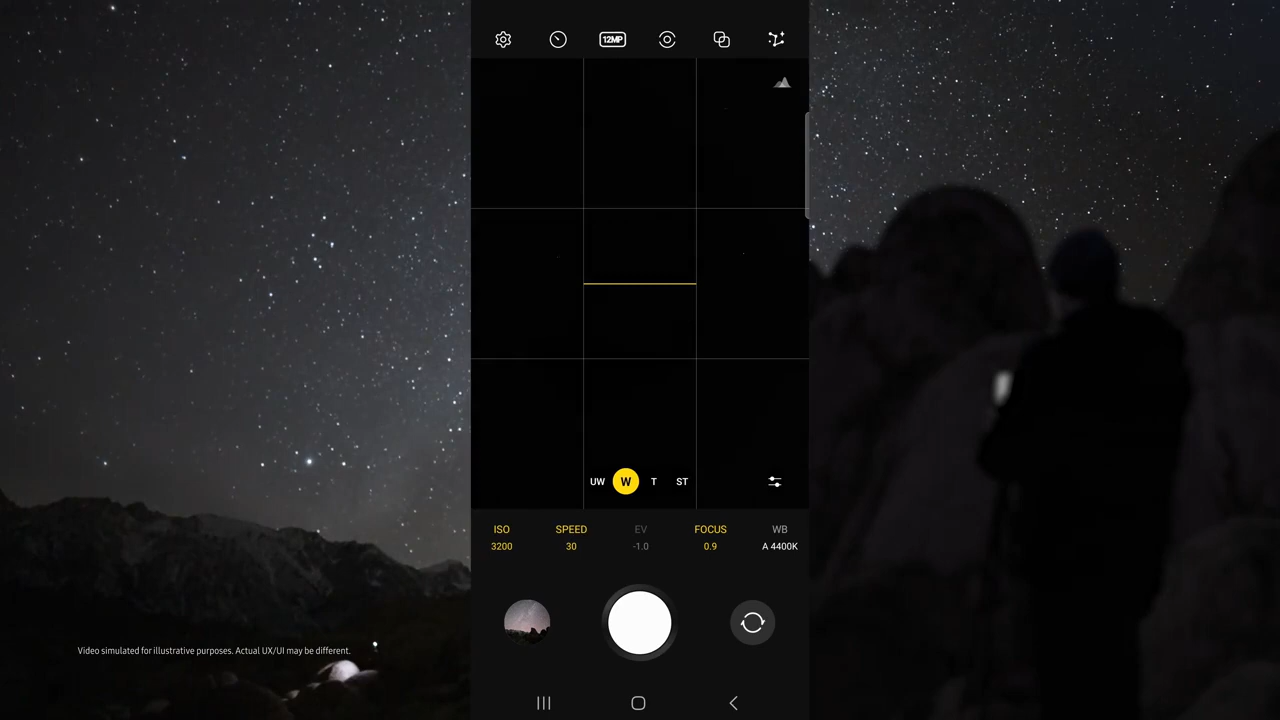 12MP
UW W T ST
ISO SPEED EV FOCUS WB
3200 30 -1.0 0.9 A 4400K
Video simulated for illustrative purposes. Actual UX/UI may be different.